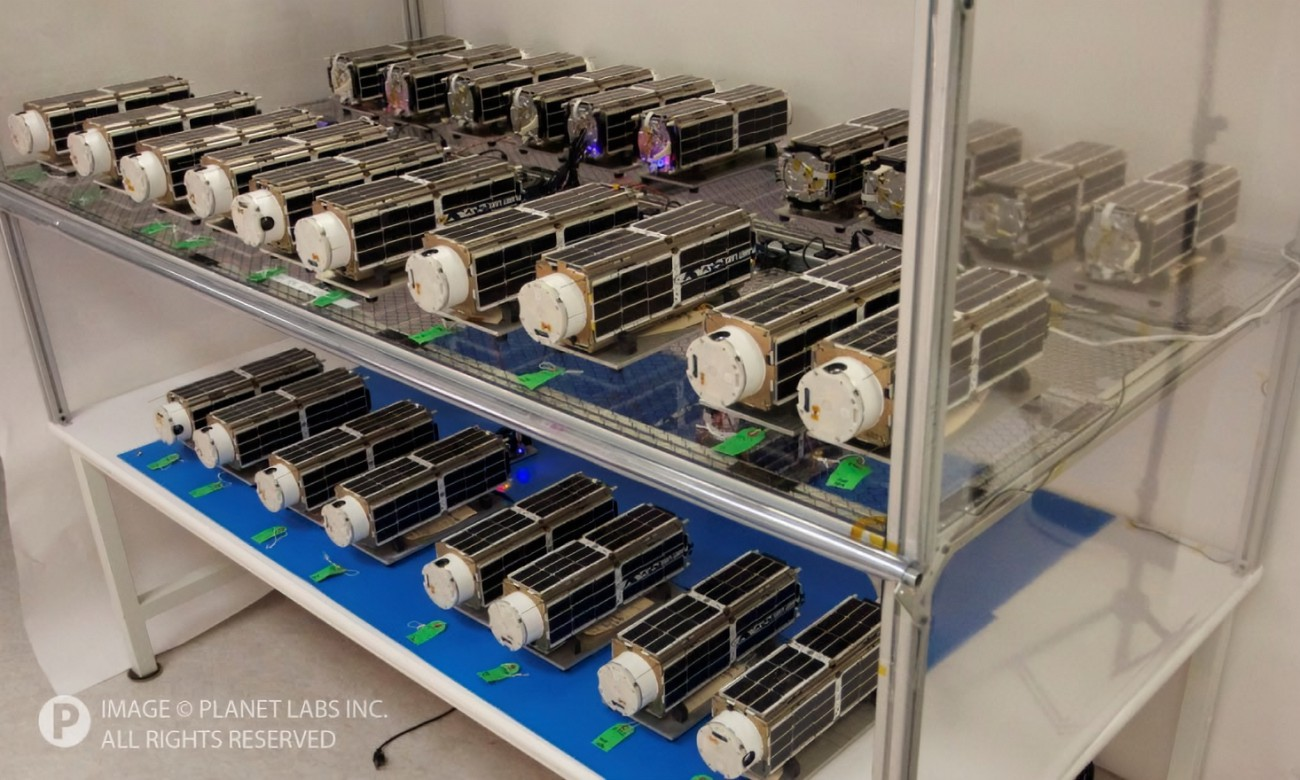 P
IMAGE © PLANET LABS INC.
ALL RIGHTS RESERVED